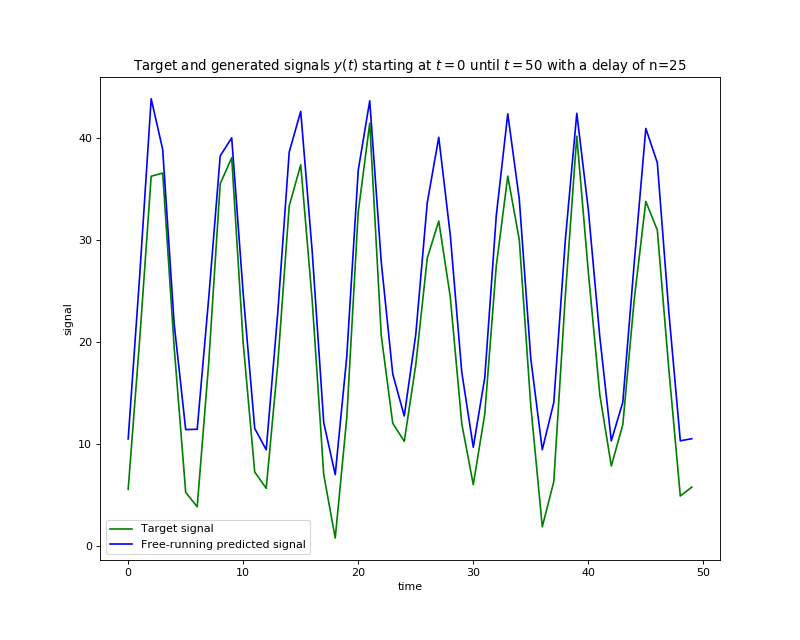 Target and generated signals y(t) starting at t = 0 until t = 50 with a delay of n=25
40
30
20
10
0
signal
Target signal
Free-running predicted signal
0 10 20 30 40 50
time